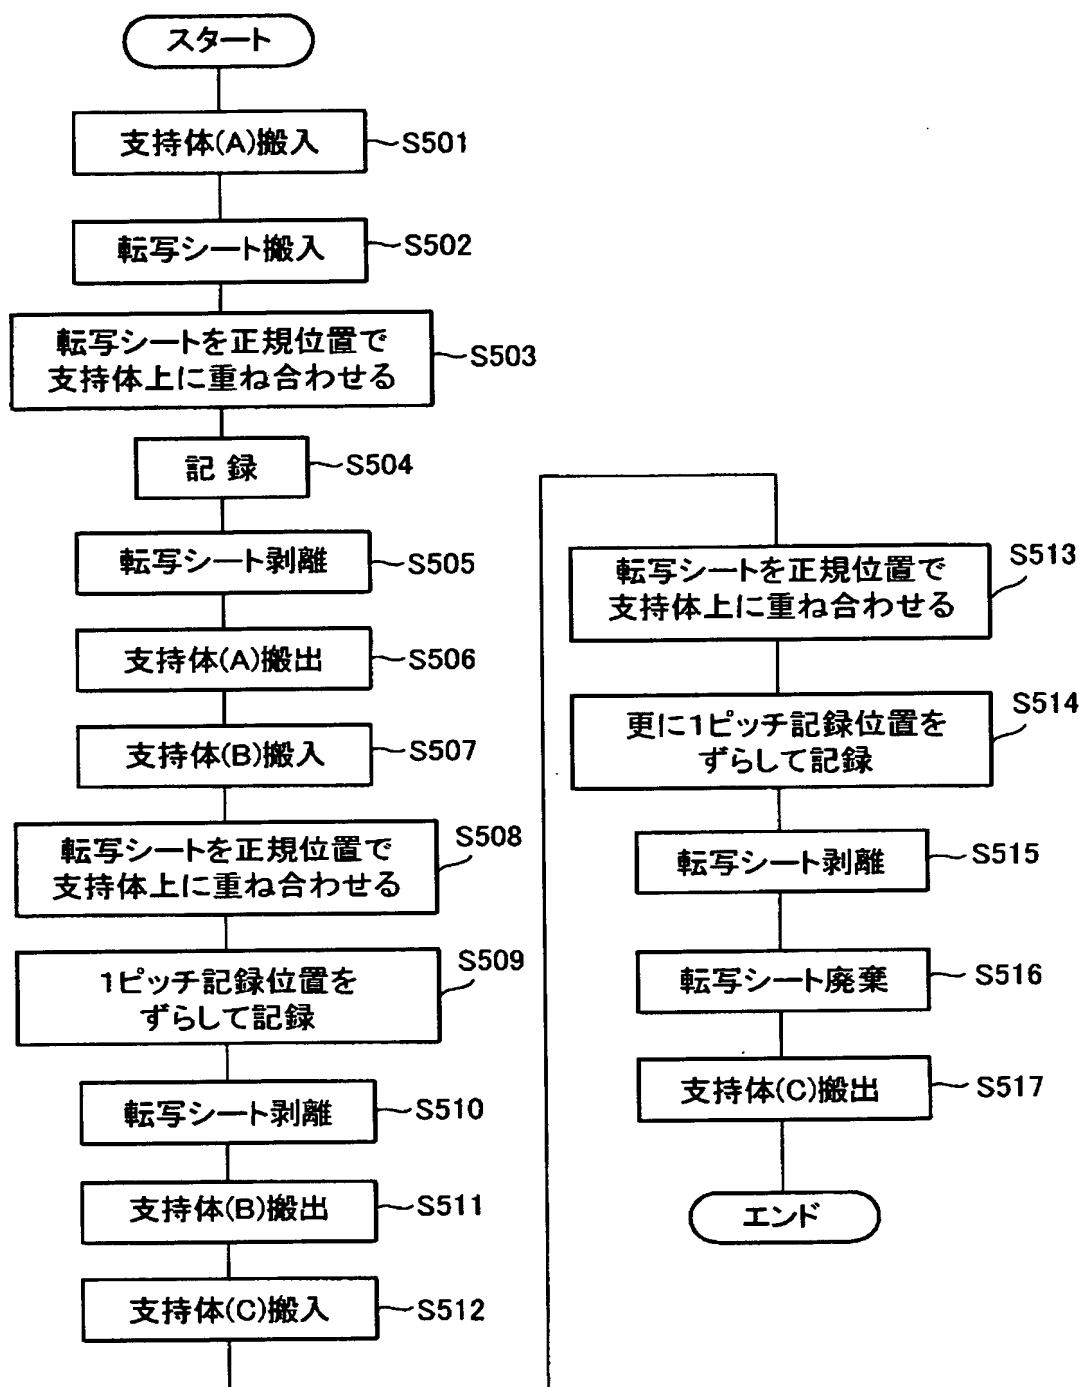 スタート
支持体(A)搬入
S501
転写シート搬入
S502
転写シートを正規位置で
支持体上に重ね合わせる
S503
記 録
S504
転写シート剥離
S505
支持体(A)搬出
S506
支持体(B)搬入
S507
転写シートを正規位置で
支持体上に重ね合わせる
S508
1ピッチ記録位置を
ずらして記録
S509
転写シート剥離
S510
支持体(B)搬出
S511
支持体(C)搬入
S512
転写シートを正規位置で
支持体上に重ね合わせる
S513
更に1ピッチ記録位置を
ずらして記録
S514
転写シート剥離
S515
転写シート廃棄
S516
支持体(C)搬出
S517
エンド